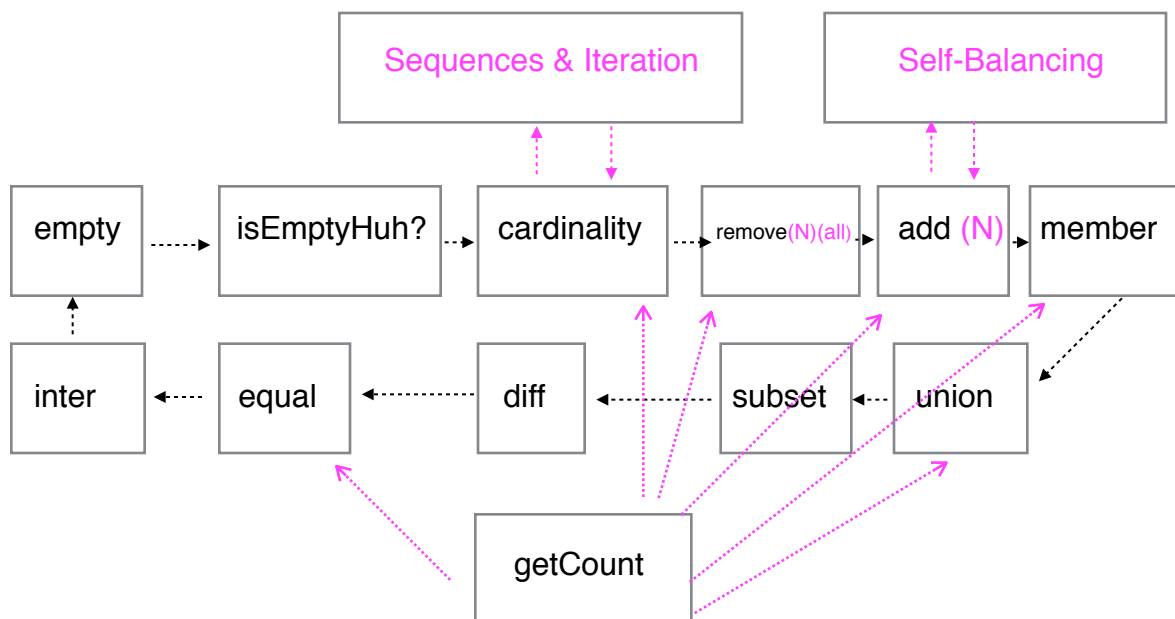 Sequences & Iteration
Self-Balancing
empty
isEmptyHuh?
cardinality
remove(N)(all)
add (N)
member
inter
equal
diff
subset
union
getCount